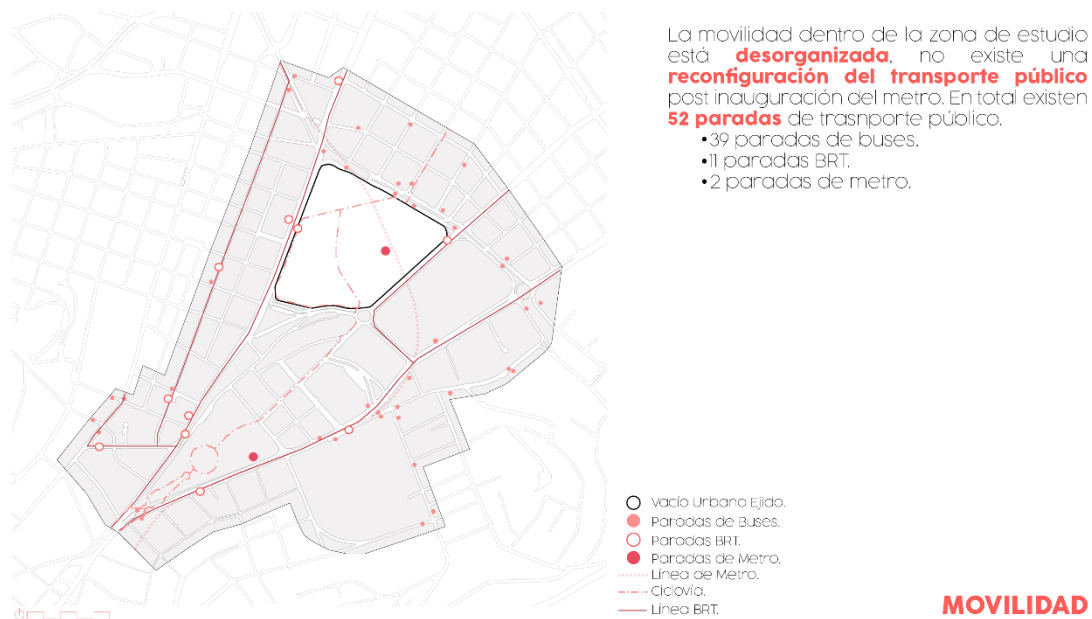 La movilidad dentro de la zona de estudio
está desorganizada, no existe una
reconfiguración del transporte público
post inauguración del metro. En total existen
52 paradas de trasnporte público.
•39 paradas de buses.
•11 paradas BRT.
•2 paradas de metro.
Vacío Urbano Ejido.
Paradas de Buses.
Paradas BRT.
Paradas de Metro.
Línea de Metro.
Ciclovía.
Línea BRT.
MOVILIDAD